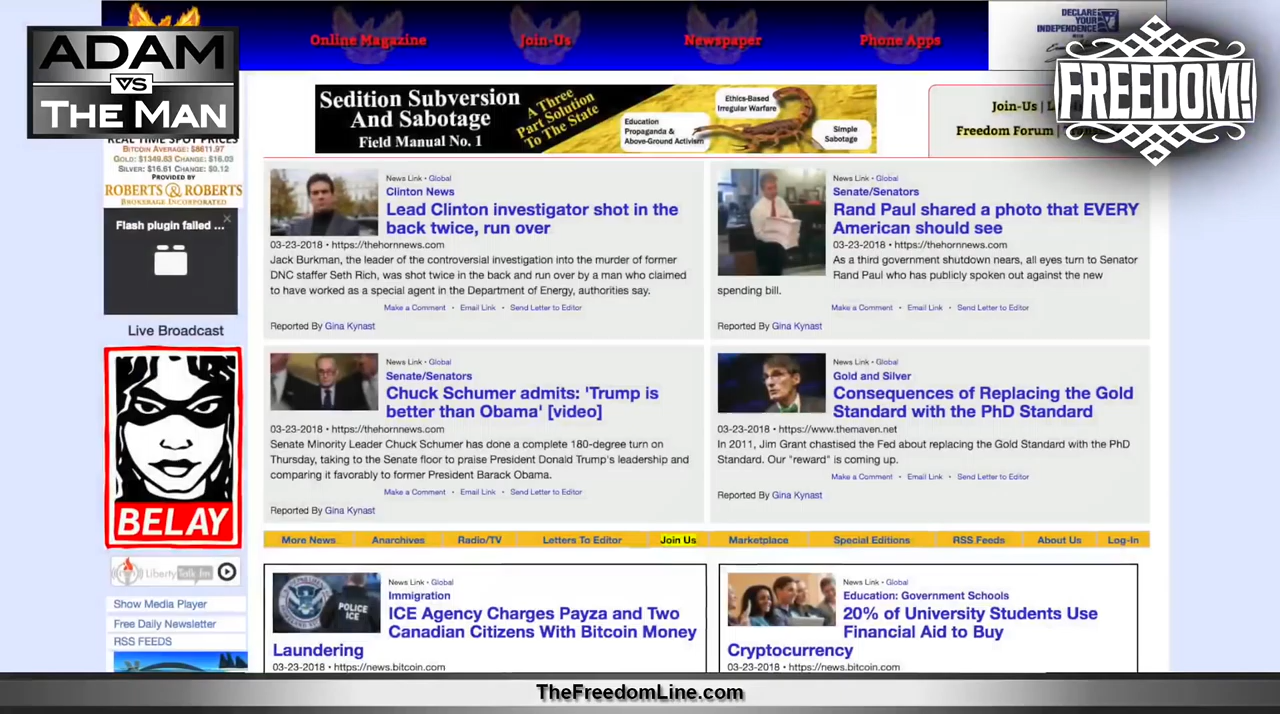 Online Magazine
Join-Us
Newspaper
Phone Apps
DECLARE
YOUR
INDEPENDENCE
ADAM
VS
THE MAN
FREEDOM!
Sedition Subversion
And Sabotage
Field Manual No. 1
A Three
Part Solution
To The State
Education
Propaganda &
Above-Ground Activism
Ethics-Based
Irregular Warfare
Simple
Sabotage
Join-Us |
Freedom Forum |
REAL TIME SPOT PRICES
BITCOIN AVERAGE: $8611.97
GOLD: $1349.63 CHANGE: $16.03
SILVER: $16.61 CHANGE: $0.12
PROVIDED BY
ROBERTS & ROBERTS
BROKERAGE INCORPORATED
Flash plugin failed ...
Live Broadcast
BELAY
LibertyTalk.fm
Show Media Player
Free Daily Newsletter
RSS FEEDS
News Link • Global
Clinton News
Lead Clinton investigator shot in the
back twice, run over
03-23-2018 • https://thehornnews.com
Jack Burkman, the leader of the controversial investigation into the murder of former
DNC staffer Seth Rich, was shot twice in the back and run over by a man who claimed
to have worked as a special agent in the Department of Energy, authorities say.
Make a Comment • Email Link • Send Letter to Editor
Reported By Gina Kynast
News Link • Global
Senate/Senators
Rand Paul shared a photo that EVERY
American should see
03-23-2018 • https://thehornnews.com
As a third government shutdown nears, all eyes turn to Senator
Rand Paul who has publicly spoken out against the new
spending bill.
Make a Comment • Email Link • Send Letter to Editor
Reported By Gina Kynast
News Link • Global
Senate/Senators
Chuck Schumer admits: 'Trump is
better than Obama' [video]
03-23-2018 • https://thehornnews.com
Senate Minority Leader Chuck Schumer has done a complete 180-degree turn on
Thursday, taking to the Senate floor to praise President Donald Trump's leadership and
comparing it favorably to former President Barack Obama.
Make a Comment • Email Link • Send Letter to Editor
Reported By Gina Kynast
News Link • Global
Gold and Silver
Consequences of Replacing the Gold
Standard with the PhD Standard
03-23-2018 • https://www.themaven.net
In 2011, Jim Grant chastised the Fed about replacing the Gold Standard with the PhD
Standard. Our "reward" is coming up.
Make a Comment • Email Link • Send Letter to Editor
Reported By Gina Kynast
More News
Anarchives
Radio/TV
Letters To Editor
Join Us
Marketplace
Special Editions
RSS Feeds
About Us
Log-In
POLICE
ICE
News Link • Global
Immigration
ICE Agency Charges Payza and Two
Canadian Citizens With Bitcoin Money
Laundering
03-23-2018 • https://news.bitcoin.com
News Link • Global
Education: Government Schools
20% of University Students Use
Financial Aid to Buy
Cryptocurrency
03-23-2018 • https://news.bitcoin.com
TheFreedomLine.com